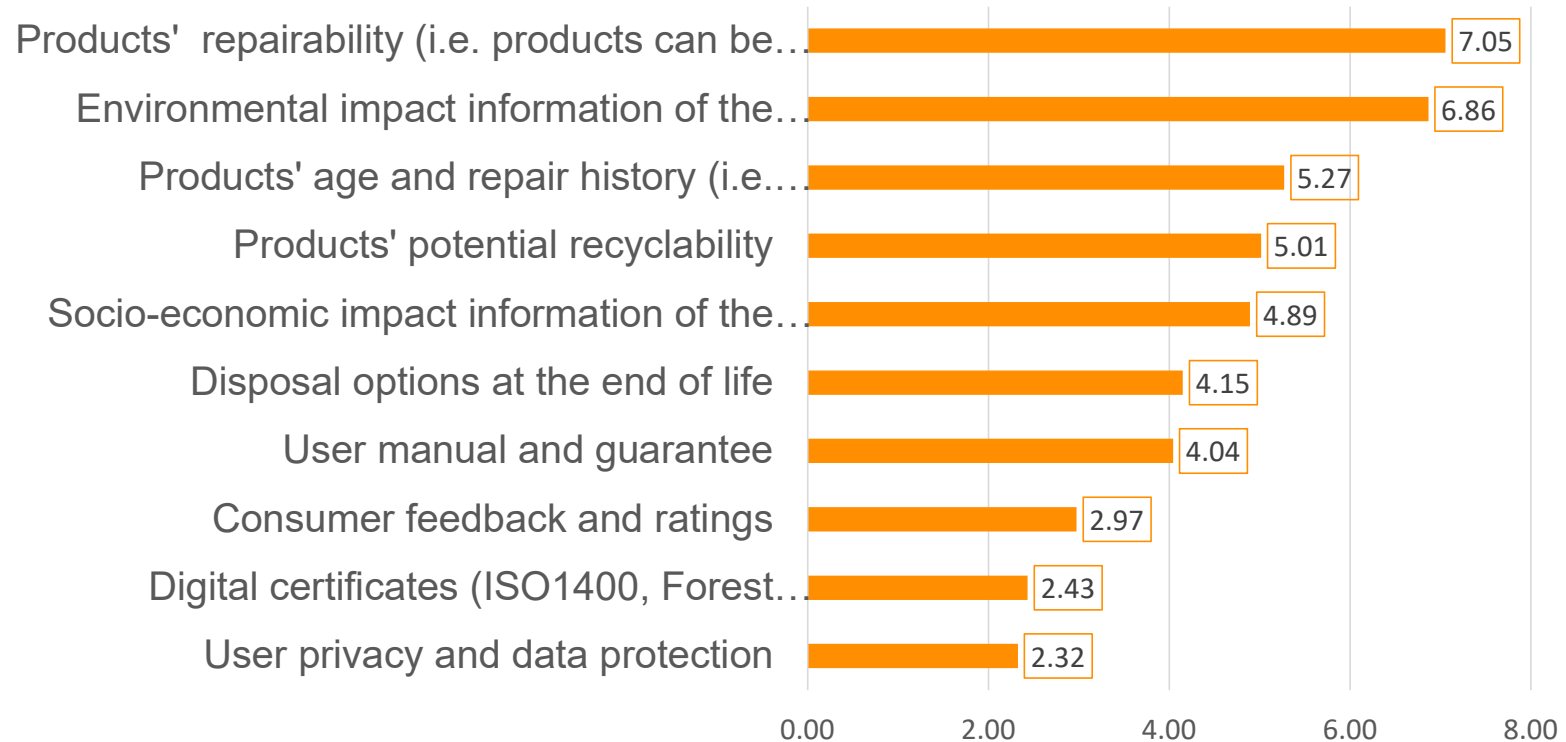 Products'  repairability (i.e. products can be… 7.05
Environmental impact information of the… 6.86
Products' age and repair history (i.e.… 5.27
Products' potential recyclability 5.01
Socio-economic impact information of the… 4.89
Disposal options at the end of life 4.15
User manual and guarantee 4.04
Consumer feedback and ratings 2.97
Digital certificates (ISO1400, Forest… 2.43
User privacy and data protection 2.32
0.00 2.00 4.00 6.00 8.00